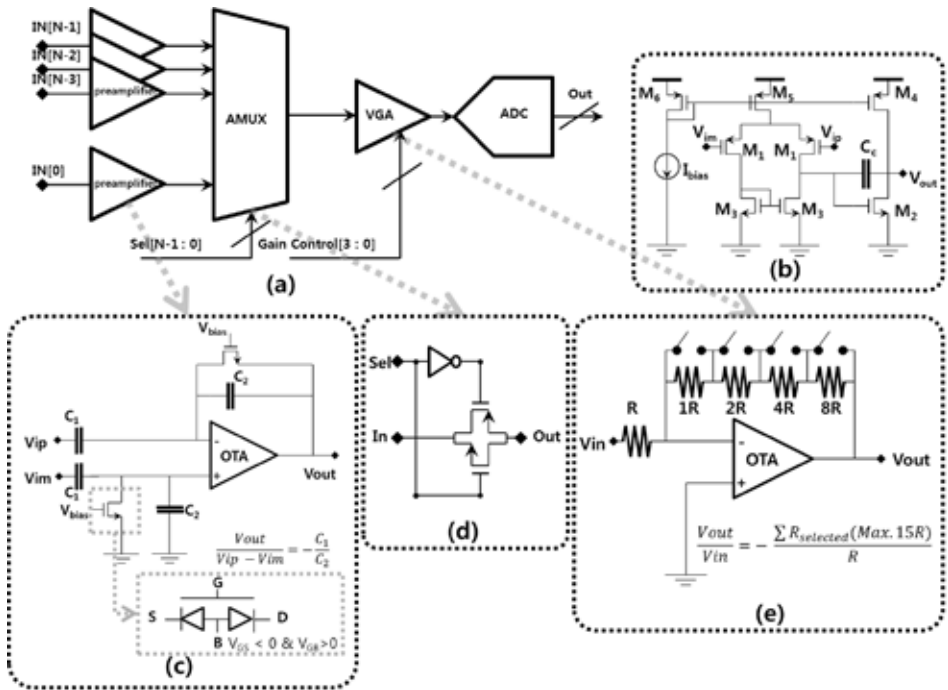 IN[N-1]
IN[N-2]
IN[N-3]
preamplifier
IN[0]
preamplifier
AMUX
VGA
ADC
Out
Sel[N-1 : 0]
Gain Control[3 : 0]
(a)
M6
M5
M4
Vim
Vip
M1
M1
Cc
Ibias
Vout
M3
M3
M2
(b)
Vbias
C2
C1
Vip
Vim
C1
-
+
OTA
Vout
Vbias
C2
Vout / Vip − Vim = − C1 / C2
G
S
D
B VGS < 0 & VGB>0
(c)
Sel
In
Out
(d)
R
1R
2R
4R
8R
Vin
-
+
OTA
Vout
Vout / Vin = − ∑ Rselected(Max. 15R) / R
(e)